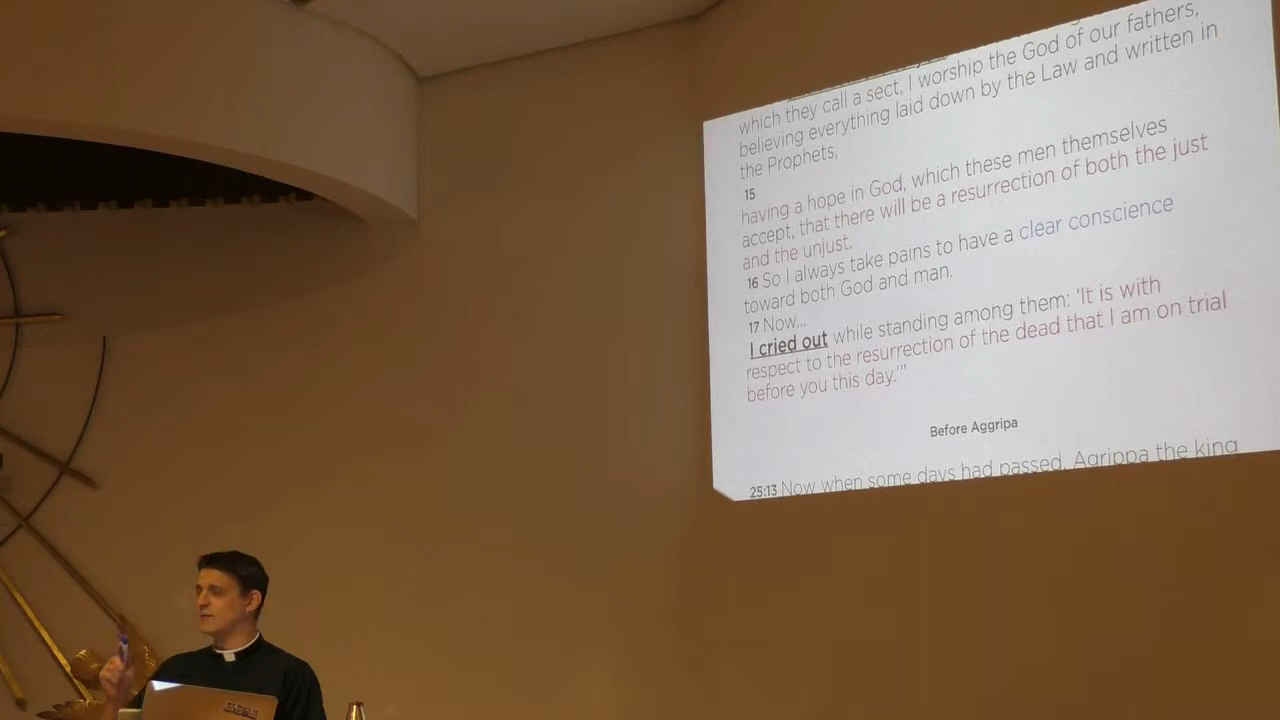 which they call a sect, I worship the God of our fathers,
believing everything laid down by the Law and written in
the Prophets,
15
having a hope in God, which these men themselves
accept, that there will be a resurrection of both the just
and the unjust.
16 So I always take pains to have a clear conscience
toward both God and man.
17 Now...
I cried out while standing among them: 'It is with
respect to the resurrection of the dead that I am on trial
before you this day.'"
Before Aggripa
25:13 Now when some days had passed, Agrippa the king